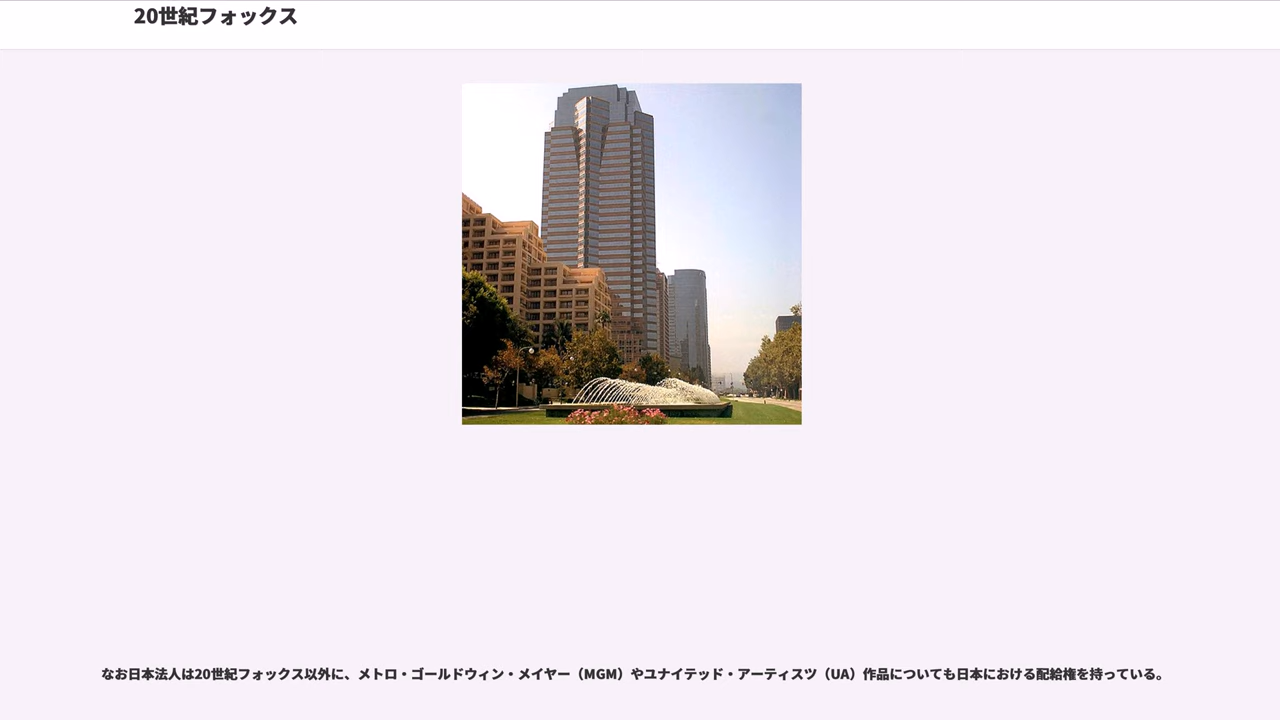 20世紀フォックス
なお日本法人は20世紀フォックス以外に、メトロ・ゴールドウィン・メイヤー（MGM）やユナイテッド・アーティスツ（UA）作品についても日本における配給権を持っている。